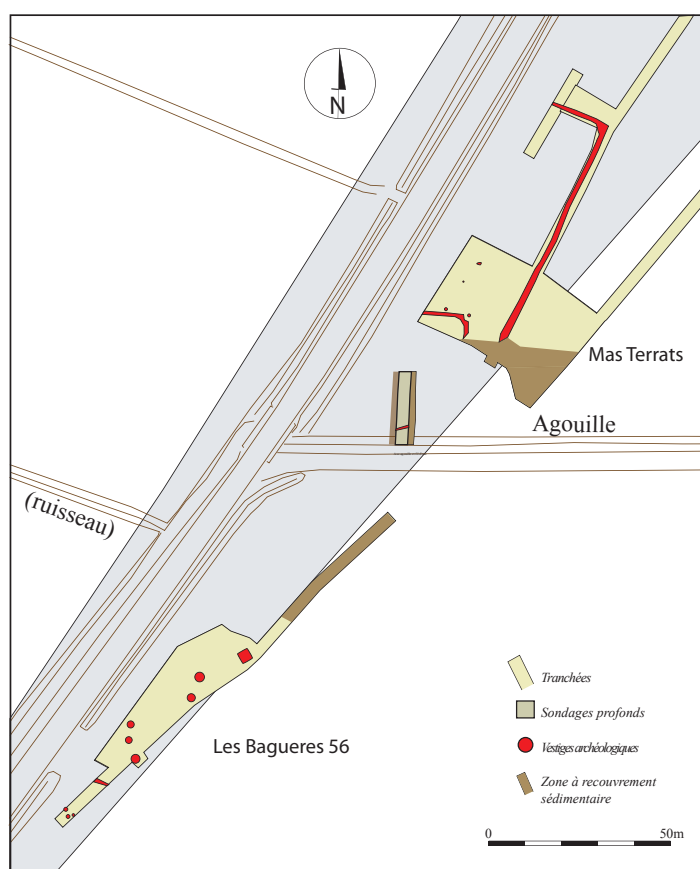 N
Mas Terrats
Agouille
(ruisseau)
Les Bagueres 56
Tranchées
Sondages profonds
Vestiges archéologiques
Zone à recouvrement
sédimentaire
0 50m